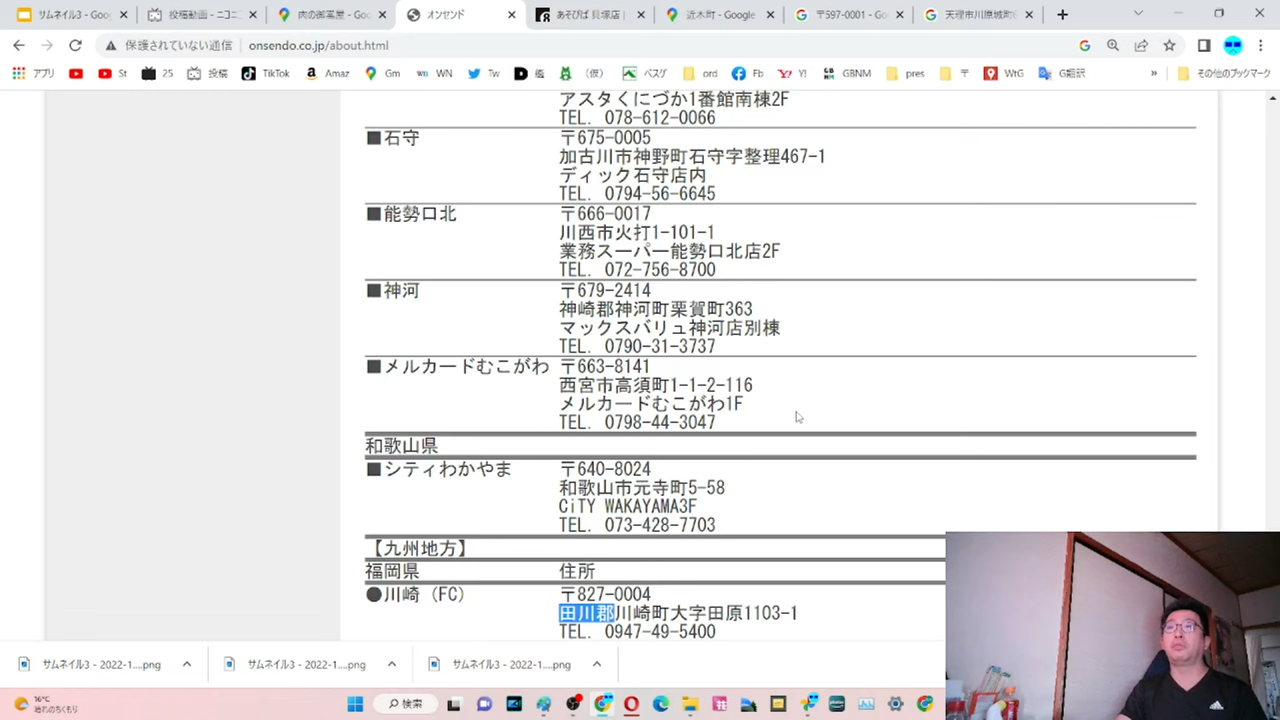 サムネイル3 - Goo
投稿動画 - ニコニ
肉の御嵩屋 - Go
オンセンド
あそびば 貝塚店 |
近木町 - Google
〒597-0001 - Go
天理市川原城町6
保護されていない通信 onsendo.co.jp/about.html
アプリ St 25 投稿 TikTok Amaz Gm WN Tw 艦 (仮) ベスグ ord Fb Y! GBNM pres 〒 WtG G翻訳 » その他のブックマーク
アスタくにづか1番館南棟2F
TEL. 078-612-0066
■石守 〒675-0005
加古川市神野町石守字整理467-1
ディック石守店内
TEL. 0794-56-6645
■能勢口北 〒666-0017
川西市火打1-101-1
業務スーパー能勢口北店2F
TEL. 072-756-8700
■神河 〒679-2414
神崎郡神河町栗賀町363
マックスバリュ神河店別棟
TEL. 0790-31-3737
■メルカードむこがわ 〒663-8141
西宮市高須町1-1-2-116
メルカードむこがわ1F
TEL. 0798-44-3047
和歌山県
■シティわかやま 〒640-8024
和歌山市元寺町5-58
CiTY WAKAYAMA3F
TEL. 073-428-7703
【九州地方】
福岡県 住所
●川崎（FC） 〒827-0004
田川郡川崎町大字田原1103-1
TEL. 0947-49-5400
サムネイル3 - 2022-1....png
サムネイル3 - 2022-1....png
サムネイル3 - 2022-1....png
16°C
晴れのちくもり
検索